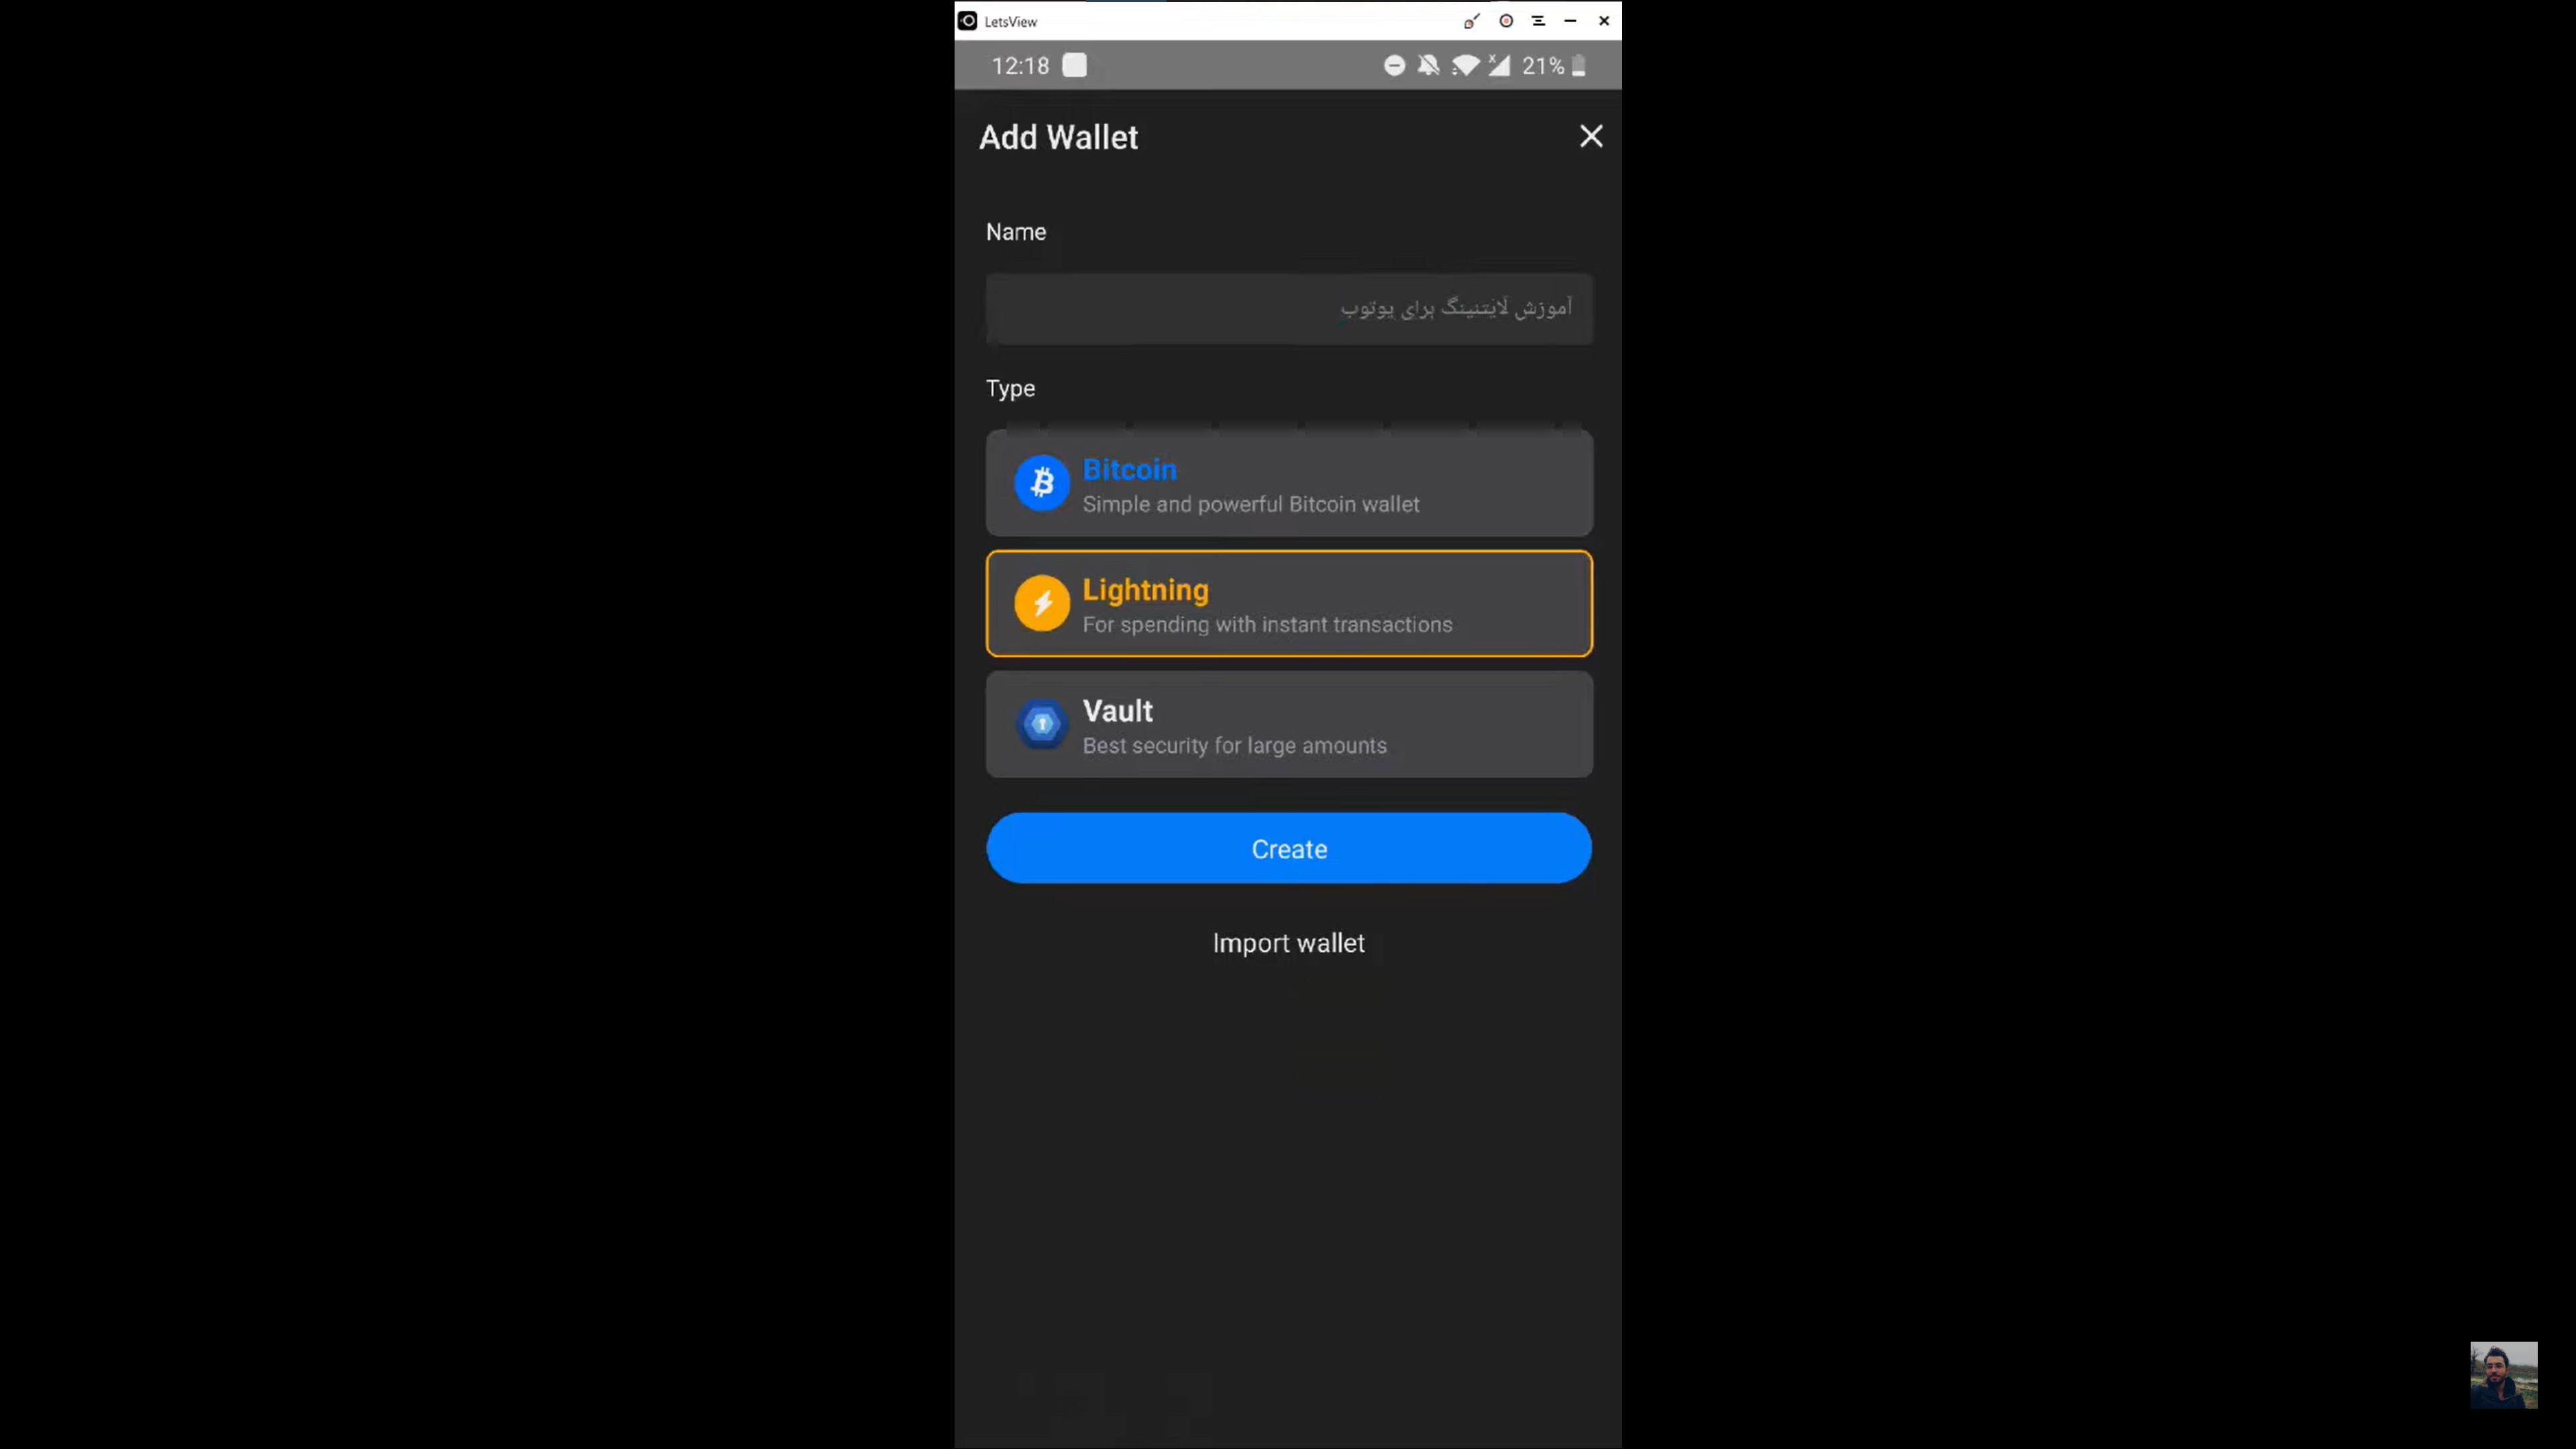 LetsView
12:18
21%
Add Wallet
Name
آموزش لایتنینگ برای یوتوب
Type
Bitcoin
Simple and powerful Bitcoin wallet
Lightning
For spending with instant transactions
Vault
Best security for large amounts
Create
Import wallet